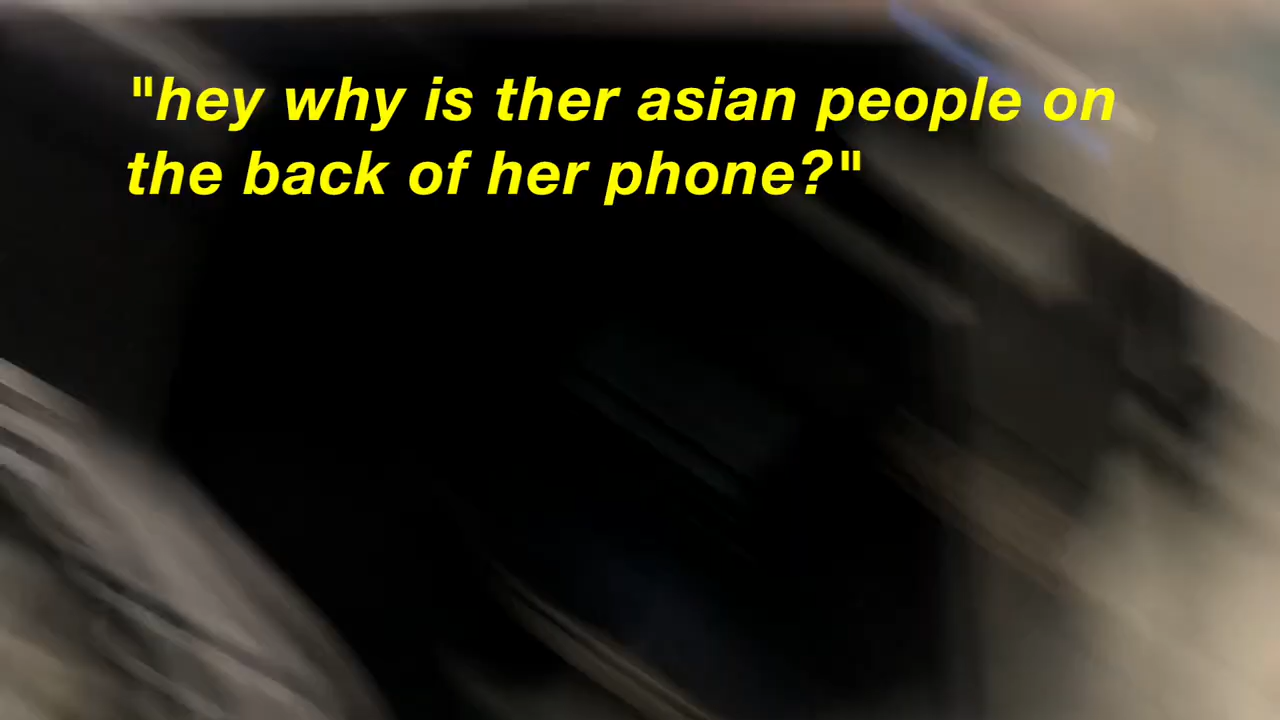 "hey why is ther asian people on
the back of her phone?"